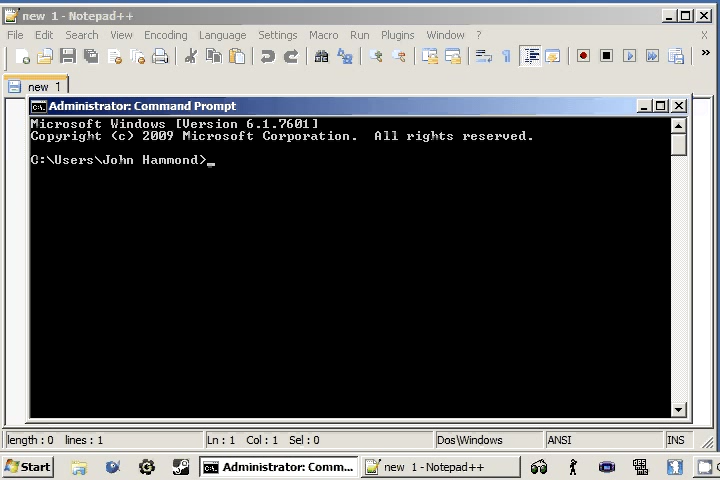 new  1 - Notepad++
File Edit Search View Encoding Language Settings Macro Run Plugins Window ? X
new  1
Administrator: Command Prompt
Microsoft Windows [Version 6.1.7601]
Copyright (c) 2009 Microsoft Corporation.  All rights reserved.
C:\Users\John Hammond>_
length : 0 lines : 1 Ln : 1 Col : 1 Sel : 0 Dos\Windows ANSI INS
Start Administrator: Comm... new  1 - Notepad++